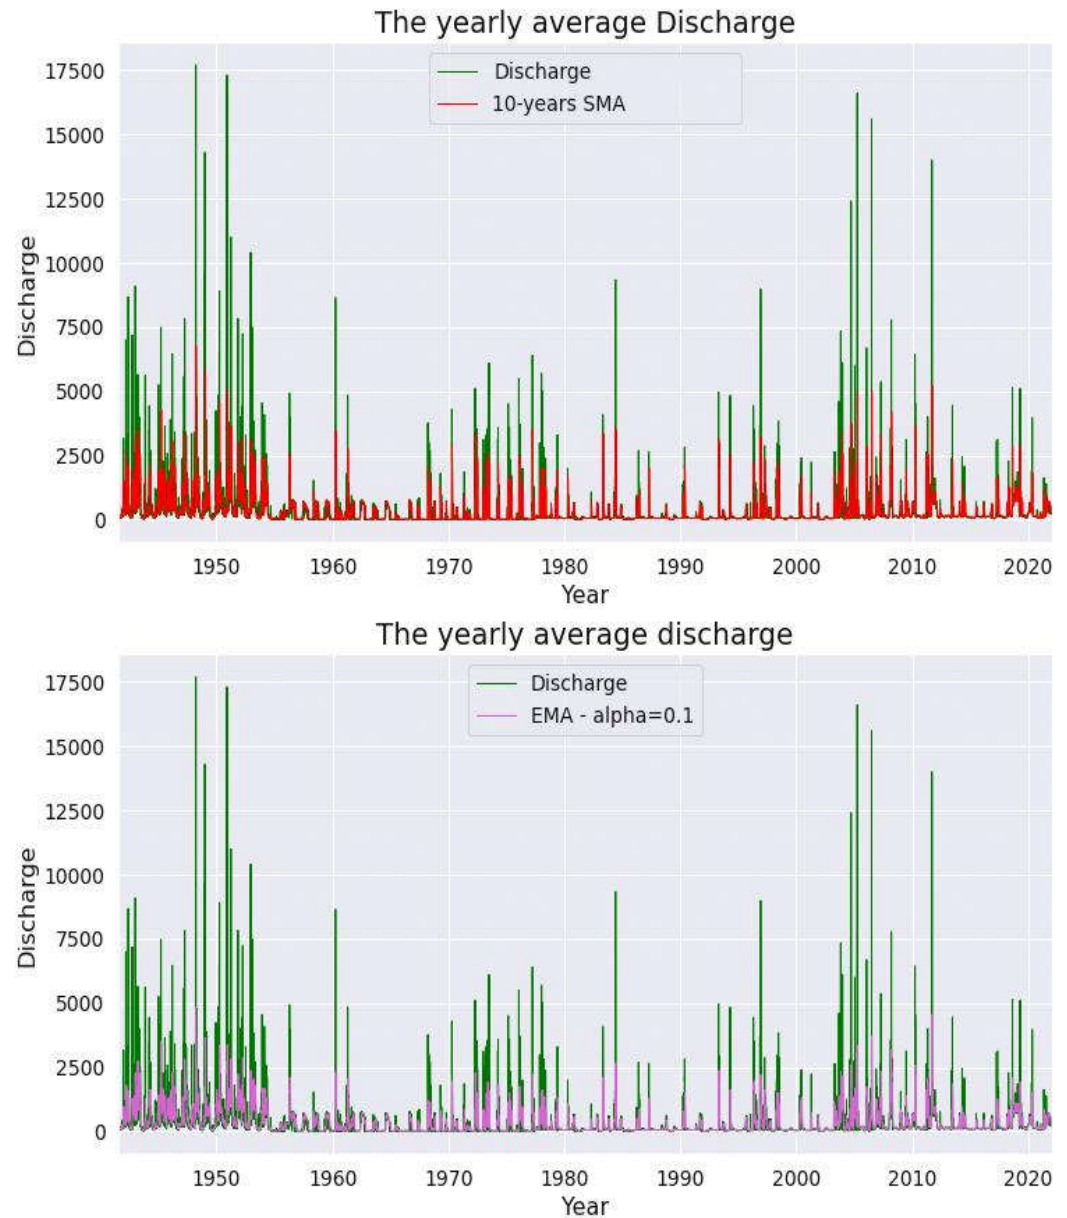 The yearly average Discharge
Discharge
10-years SMA
17500
15000
12500
10000
7500
5000
2500
0
Discharge
1950 1960 1970 1980 1990 2000 2010 2020
Year
The yearly average discharge
Discharge
EMA - alpha=0.1
17500
15000
12500
10000
7500
5000
2500
0
Discharge
1950 1960 1970 1980 1990 2000 2010 2020
Year